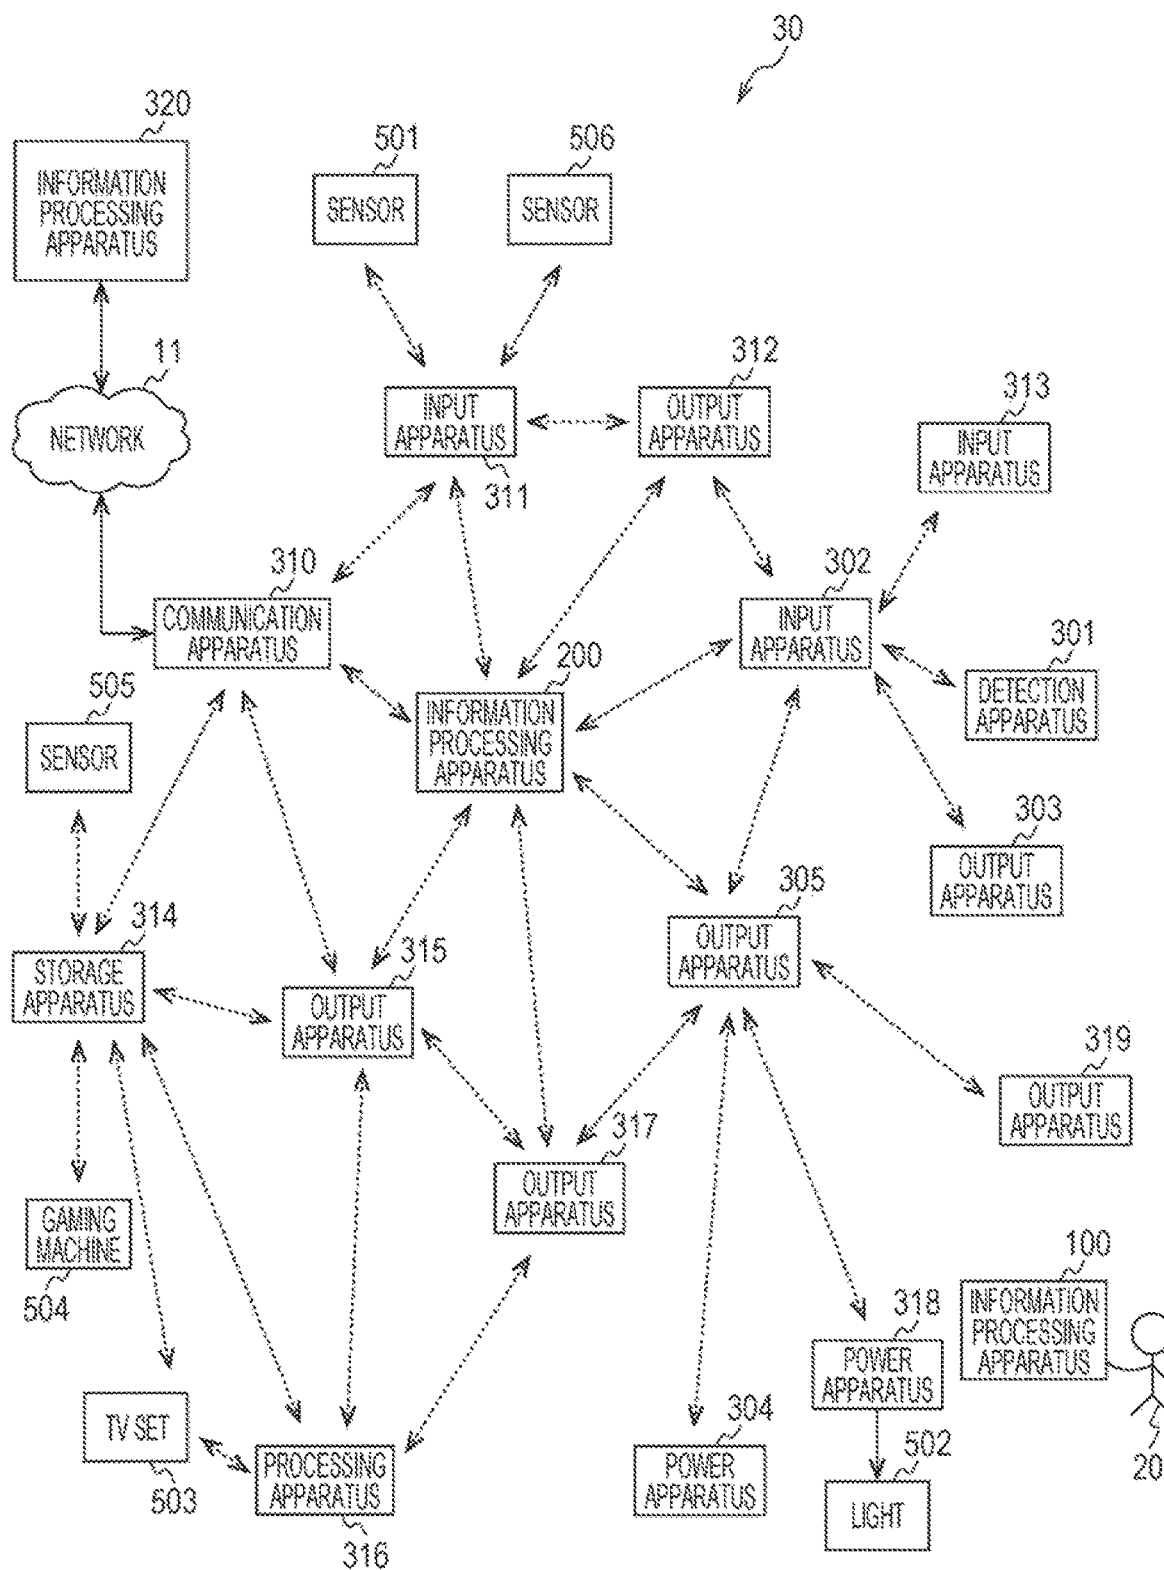 30
320
INFORMATION
PROCESSING
APPARATUS
501
SENSOR
506
SENSOR
11
NETWORK
INPUT
APPARATUS
311
312
OUTPUT
APPARATUS
313
INPUT
APPARATUS
310
COMMUNICATION
APPARATUS
302
INPUT
APPARATUS
200
INFORMATION
PROCESSING
APPARATUS
301
DETECTION
APPARATUS
505
SENSOR
303
OUTPUT
APPARATUS
305
OUTPUT
APPARATUS
314
STORAGE
APPARATUS
315
OUTPUT
APPARATUS
319
OUTPUT
APPARATUS
317
OUTPUT
APPARATUS
GAMING
MACHINE
504
100
INFORMATION
PROCESSING
APPARATUS
318
POWER
APPARATUS
20
TV SET
503
PROCESSING
APPARATUS
316
304
POWER
APPARATUS
502
LIGHT